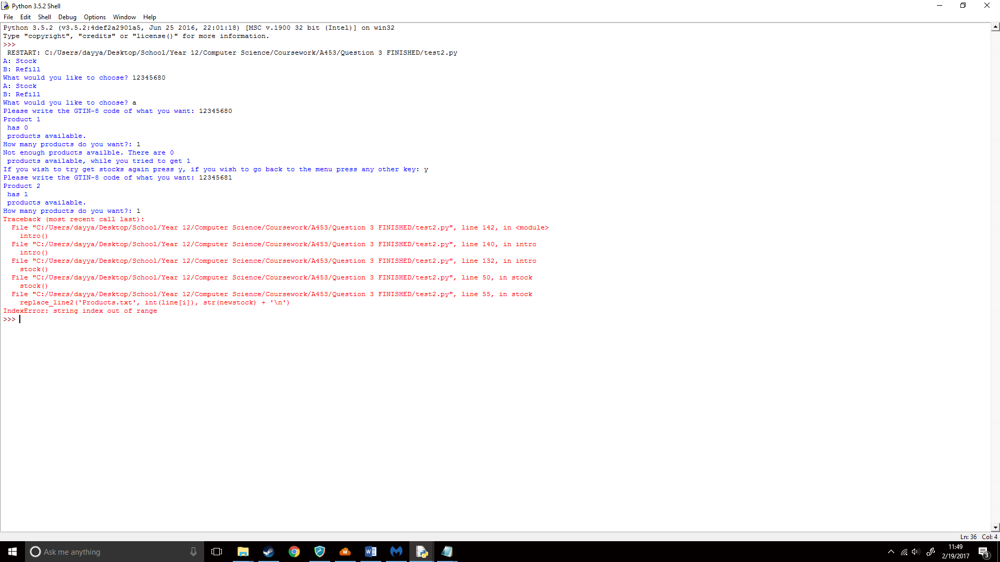 Python 3.5.2 Shell
File Edit Shell Debug Options Window Help
Python 3.5.2 (v3.5.2:4def2a2901a5, Jun 25 2016, 22:01:18) [MSC v.1900 32 bit (Intel)] on win32
Type "copyright", "credits" or "license()" for more information.
>>>
 RESTART: C:/Users/dayya/Desktop/School/Year 12/Computer Science/Coursework/A453/Question 3 FINISHED/test2.py
A: Stock
B: Refill
What would you like to choose? 12345680
A: Stock
B: Refill
What would you like to choose? a
Please write the GTIN-8 code of what you want: 12345680
Product 1
 has 0
 products available.
How many products do you want?: 1
Not enough products availble. There are 0
 products available, while you tried to get 1
If you wish to try get stocks again press y, if you wish to go back to the menu press any other key: y
Please write the GTIN-8 code of what you want: 12345681
Product 2
 has 1
 products available.
How many products do you want?: 1
Traceback (most recent call last):
  File "C:/Users/dayya/Desktop/School/Year 12/Computer Science/Coursework/A453/Question 3 FINISHED/test2.py", line 142, in <module>
    intro()
  File "C:/Users/dayya/Desktop/School/Year 12/Computer Science/Coursework/A453/Question 3 FINISHED/test2.py", line 140, in intro
    intro()
  File "C:/Users/dayya/Desktop/School/Year 12/Computer Science/Coursework/A453/Question 3 FINISHED/test2.py", line 132, in intro
    stock()
  File "C:/Users/dayya/Desktop/School/Year 12/Computer Science/Coursework/A453/Question 3 FINISHED/test2.py", line 50, in stock
    stock()
  File "C:/Users/dayya/Desktop/School/Year 12/Computer Science/Coursework/A453/Question 3 FINISHED/test2.py", line 55, in stock
    replace_line2('Products.txt', int(line[i]), str(newstock) + '\n')
IndexError: string index out of range
>>>
Ln: 36 Col: 4
Ask me anything
11:49
2/19/2017
3